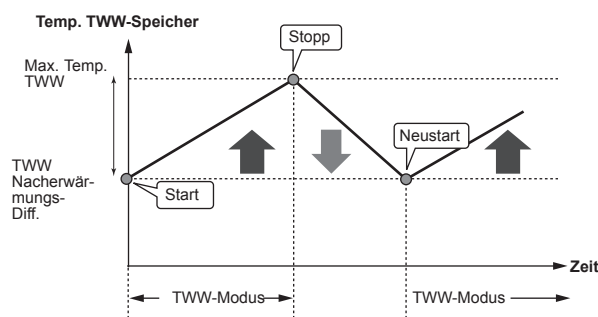 Temp. TWW-Speicher
Stopp
Max. Temp.
TWW
Neustart
TWW
Nacherwär-
mungs-
Diff.
Start
Zeit
TWW-Modus
TWW-Modus